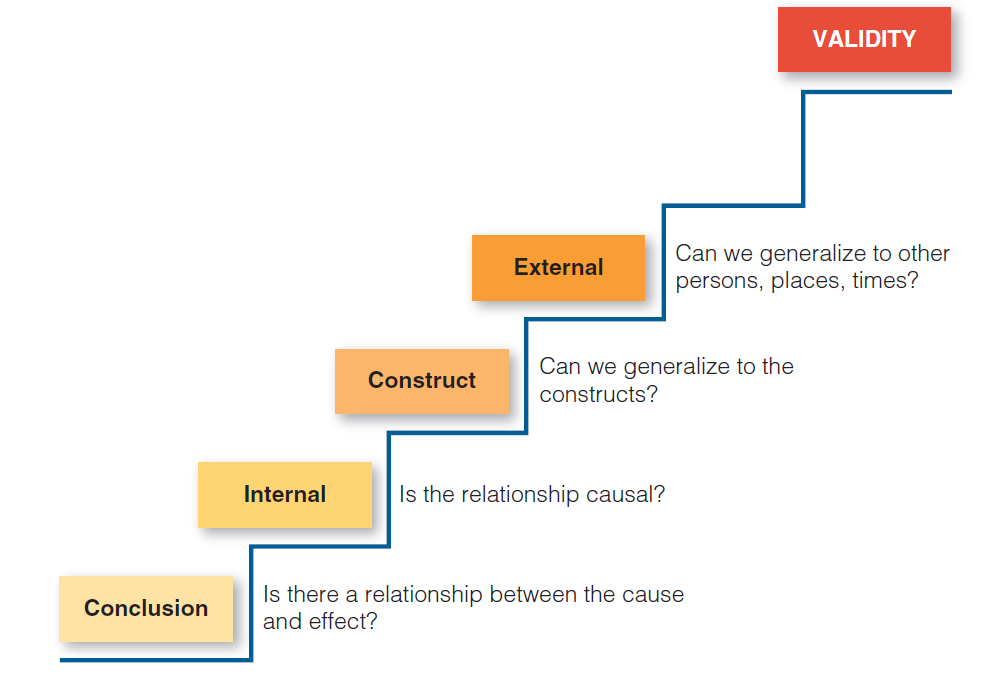 VALIDITY
External
Can we generalize to other
persons, places, times?
Construct
Can we generalize to the
constructs?
Internal
Is the relationship causal?
Conclusion
Is there a relationship between the cause
and effect?